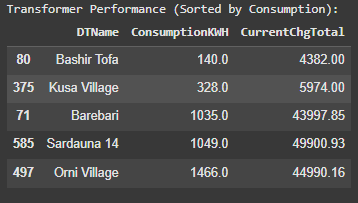 Transformer Performance (Sorted by Consumption):
DTName ConsumptionKWH CurrentChgTotal
80 Bashir Tofa 140.0 4382.00
375 Kusa Village 328.0 5974.00
71 Barebari 1035.0 43997.85
585 Sardauna 14 1049.0 49900.93
497 Orni Village 1466.0 44990.16